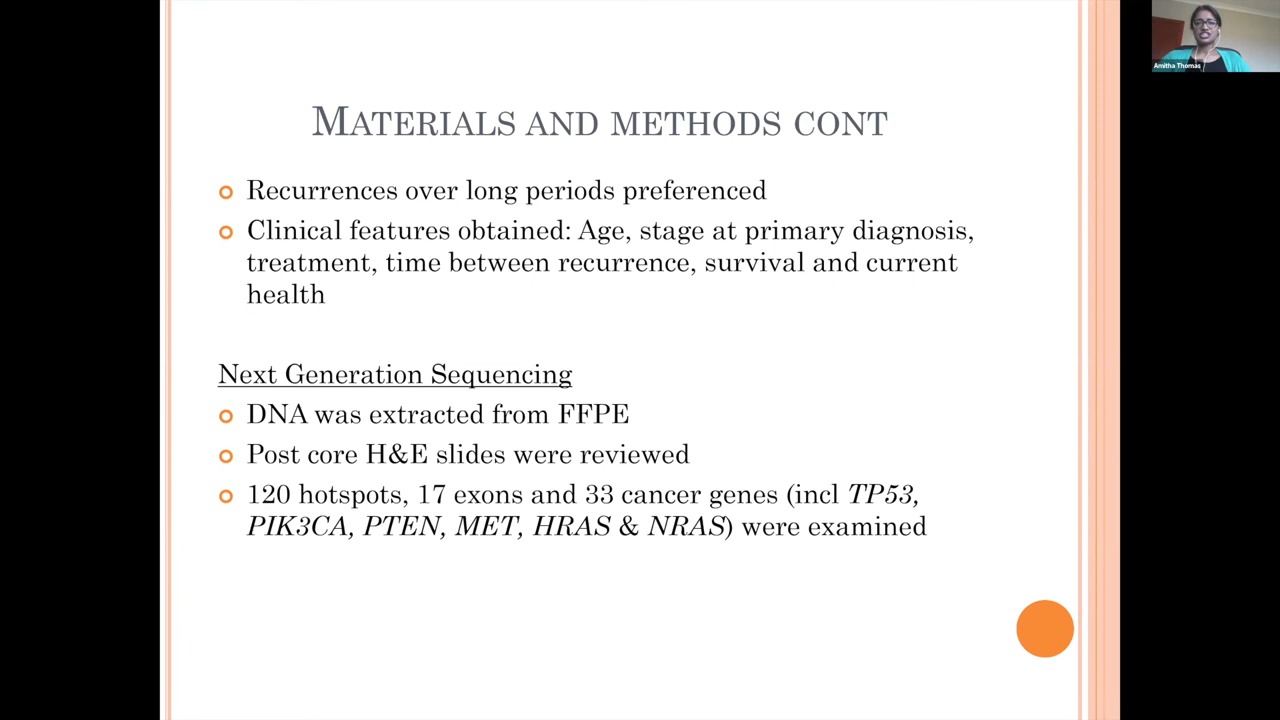 MATERIALS AND METHODS CONT
Recurrences over long periods preferenced
Clinical features obtained: Age, stage at primary diagnosis,
treatment, time between recurrence, survival and current
health
Next Generation Sequencing
DNA was extracted from FFPE
Post core H&E slides were reviewed
120 hotspots, 17 exons and 33 cancer genes (incl TP53,
PIK3CA, PTEN, MET, HRAS & NRAS) were examined
Amitha Thomas